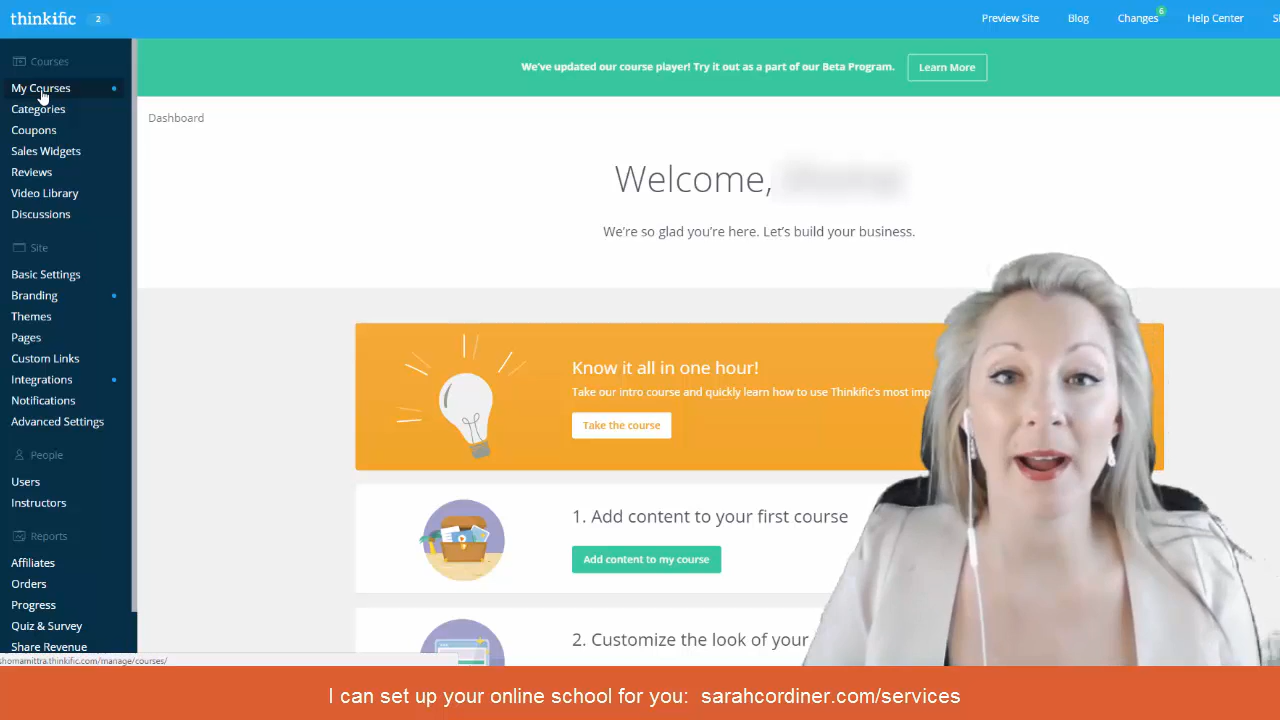 thinkific 2
Preview Site Blog Changes 6 Help Center
Courses
My Courses
Categories
Coupons
Sales Widgets
Reviews
Video Library
Discussions
Site
Basic Settings
Branding
Themes
Pages
Custom Links
Integrations
Notifications
Advanced Settings
People
Users
Instructors
Reports
Affiliates
Orders
Progress
Quiz & Survey
Share Revenue
shomamittra.thinkific.com/manage/courses/
We've updated our course player! Try it out as a part of our Beta Program. Learn More
Dashboard
Welcome,
We're so glad you're here. Let's build your business.
Know it all in one hour!
Take our intro course and quickly learn how to use Thinkific's most imp
Take the course
1. Add content to your first course
Add content to my course
2. Customize the look of your
I can set up your online school for you: sarahcordiner.com/services